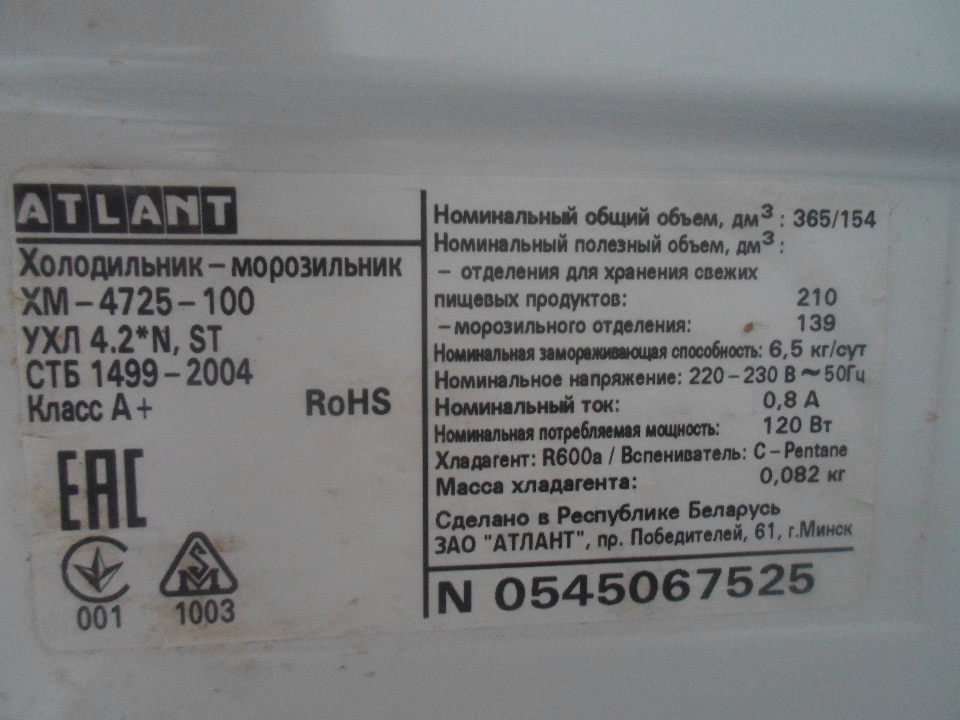 ATLANT
Холодильник – морозильник
ХМ – 4725 – 100
УХЛ 4.2*N, ST
СТБ 1499 – 2004
Класс А+
RoHS
ЕАС
001
SM
1003
Номинальный общий объем, дм³ : 365/154
Номинальный полезный объем, дм³ :
– отделения для хранения свежих
пищевых продуктов: 210
– морозильного отделения: 139
Номинальная замораживающая способность: 6,5 кг/сут
Номинальное напряжение: 220 – 230 В ~ 50Гц
Номинальный ток: 0,8 А
Номинальная потребляемая мощность: 120 Вт
Хладагент: R600a / Вспениватель: C – Pentane
Масса хладагента: 0,082 кг
Сделано в Республике Беларусь
ЗАО "АТЛАНТ", пр. Победителей, 61, г.Минск
N 0545067525